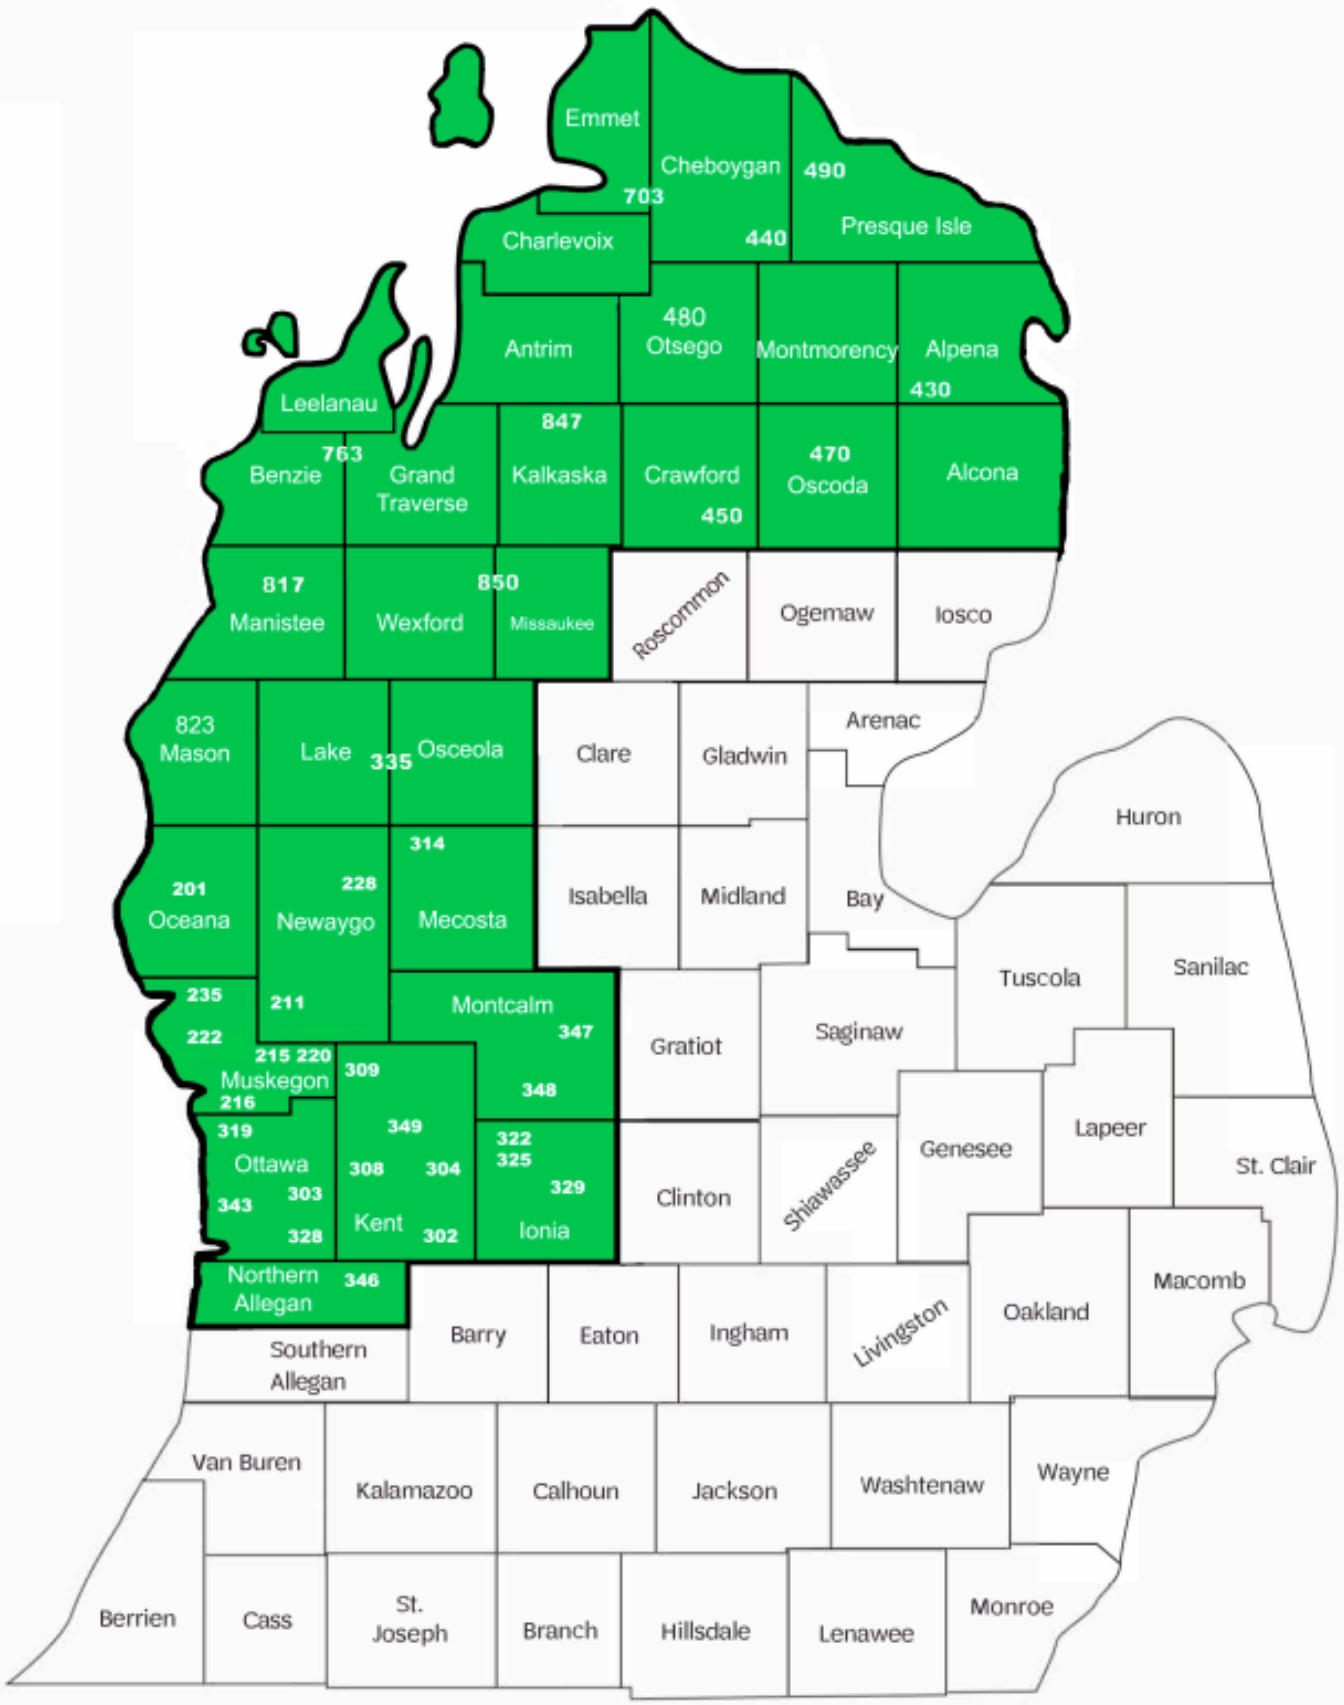 Emmet
Cheboygan
490
703
Presque Isle
Charlevoix
440
480
Antrim
Otsego
Montmorency
Alpena
430
Leelanau
847
763
470
Benzie
Grand
Traverse
Kalkaska
Crawford
Oscoda
Alcona
450
817
850
Manistee
Wexford
Missaukee
Roscommon
Ogemaw
Iosco
823
Mason
Lake
335
Osceola
Clare
Gladwin
Arenac
Huron
314
201
Oceana
228
Newaygo
Mecosta
Isabella
Midland
Bay
Tuscola
Sanilac
235
211
Montcalm
347
222
215 220
Muskegon
216
309
348
Gratiot
Saginaw
319
Ottawa
303
343
328
349
308
304
Kent
302
322
325
329
Ionia
Clinton
Shiawassee
Genesee
Lapeer
St. Clair
Northern
Allegan
346
Southern
Allegan
Barry
Eaton
Ingham
Livingston
Oakland
Macomb
Van Buren
Kalamazoo
Calhoun
Jackson
Washtenaw
Wayne
Berrien
Cass
St.
Joseph
Branch
Hillsdale
Lenawee
Monroe